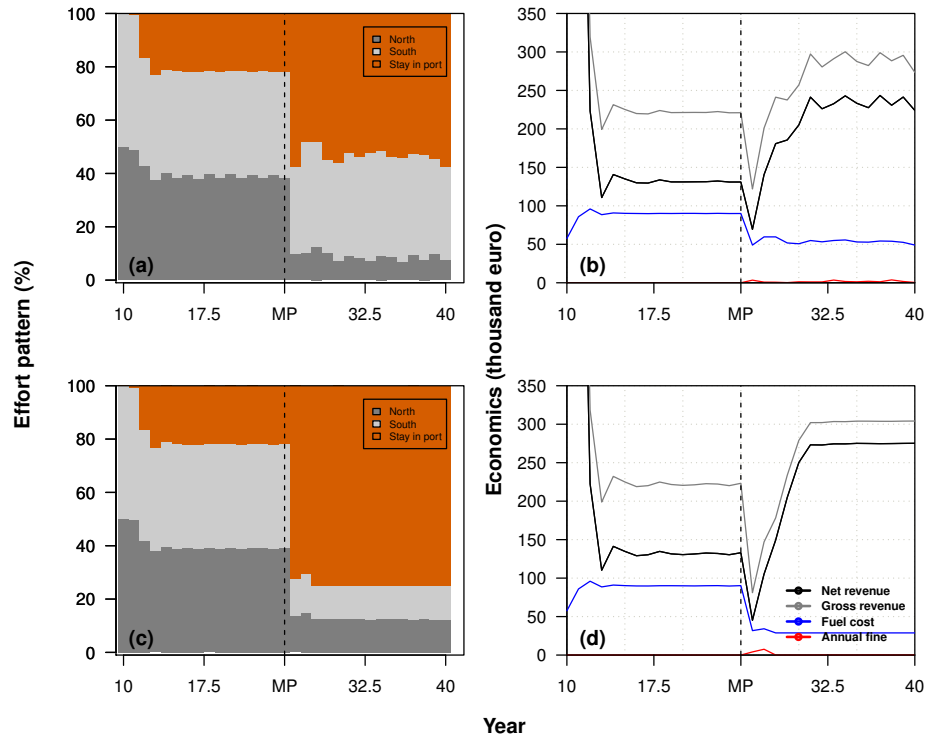 Effort pattern (%)
100
80
60
40
20
0
North
South
Stay in port
(a)
10
17.5
MP
32.5
40
Economics (thousand euro)
350
300
250
200
150
100
50
0
(b)
10
17.5
MP
32.5
40
100
80
60
40
20
0
North
South
Stay in port
(c)
10
17.5
MP
32.5
40
350
300
250
200
150
100
50
0
Net revenue
Gross revenue
Fuel cost
Annual fine
(d)
10
17.5
MP
32.5
40
Year